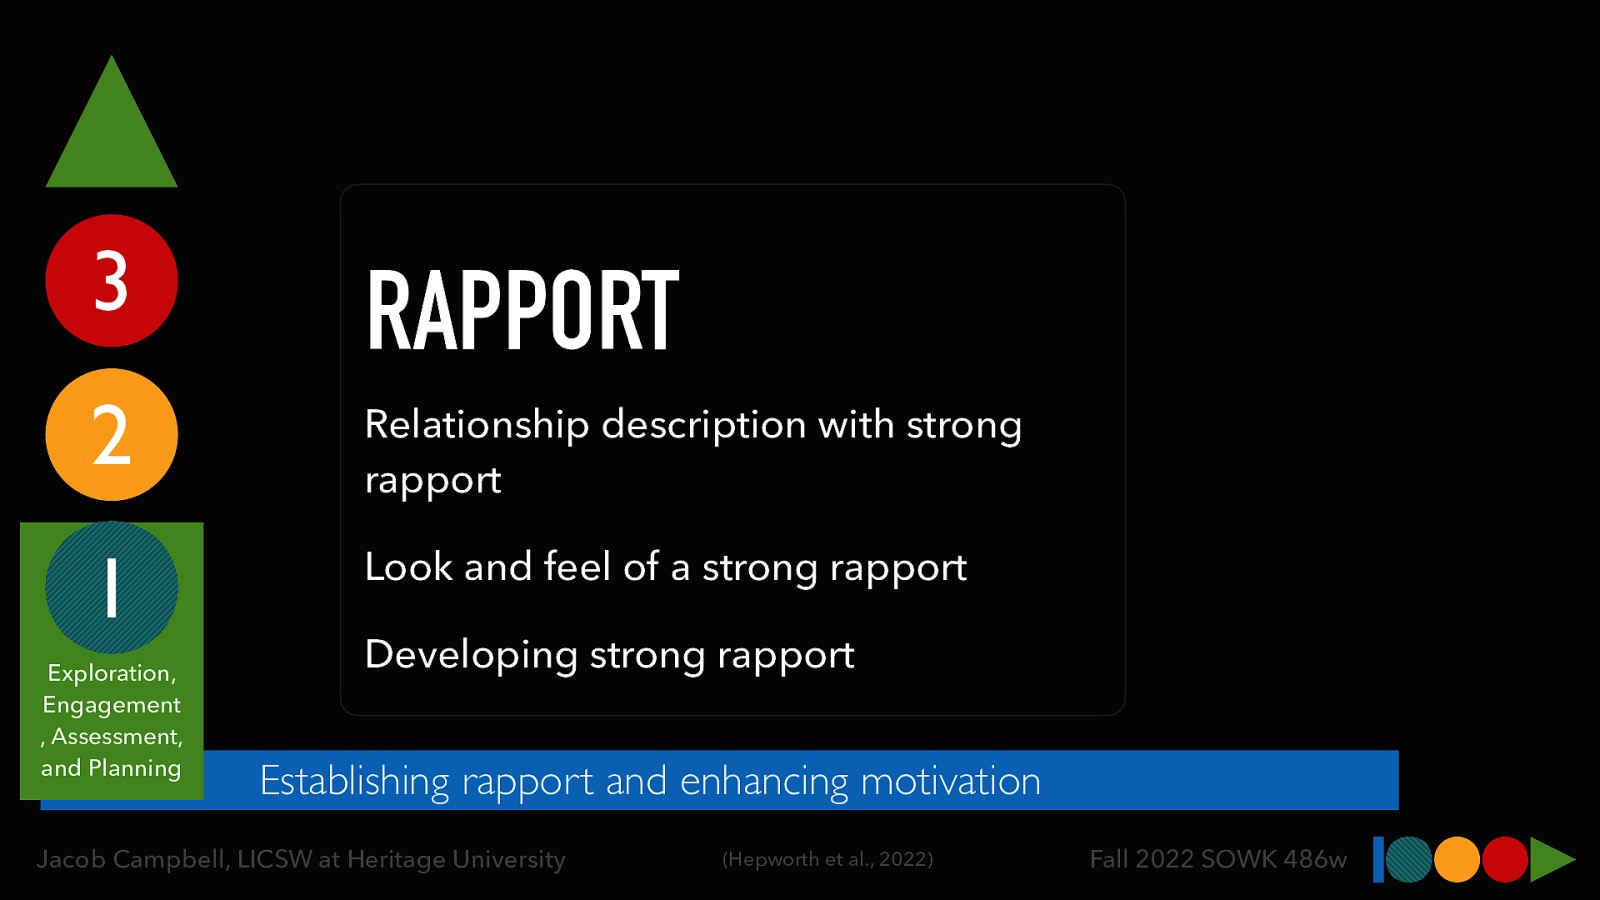 3
2
1
Exploration,
Engagement
, Assessment,
and Planning
RAPPORT
Relationship description with strong
rapport
Look and feel of a strong rapport
Developing strong rapport
Establishing rapport and enhancing motivation
Jacob Campbell, LICSW at Heritage University
(Hepworth et al., 2022)
Fall 2022 SOWK 486w